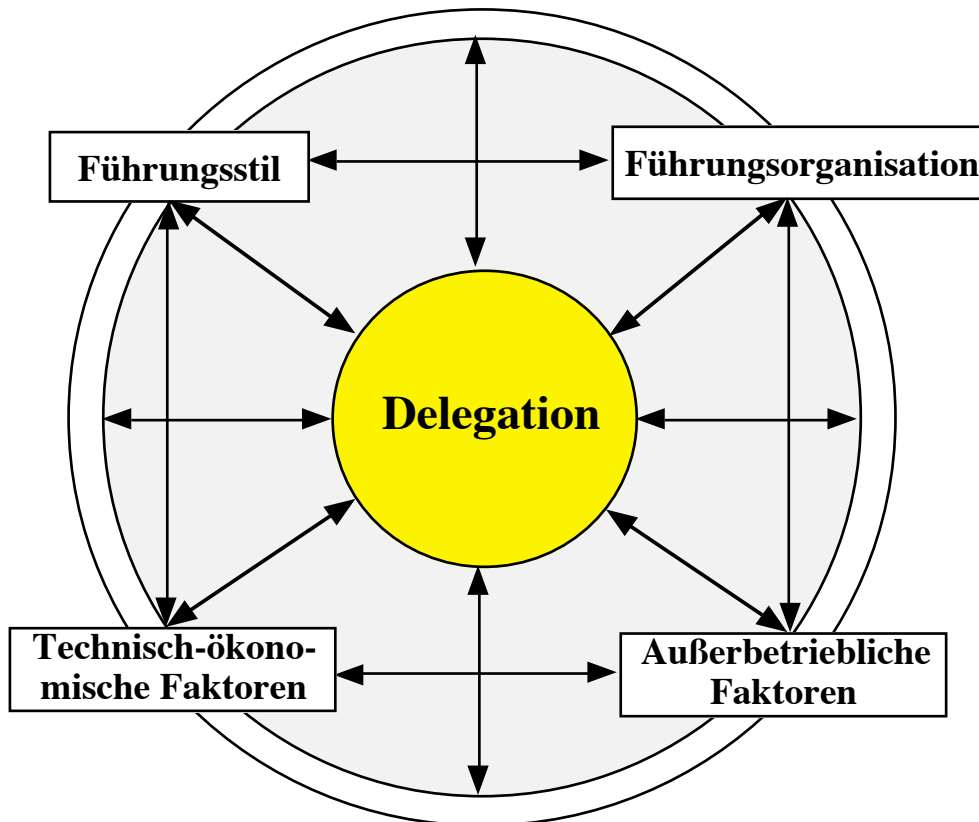 Führungsstil
Führungsorganisation
Delegation
Technisch-ökono-
mische Faktoren
Außerbetriebliche
Faktoren